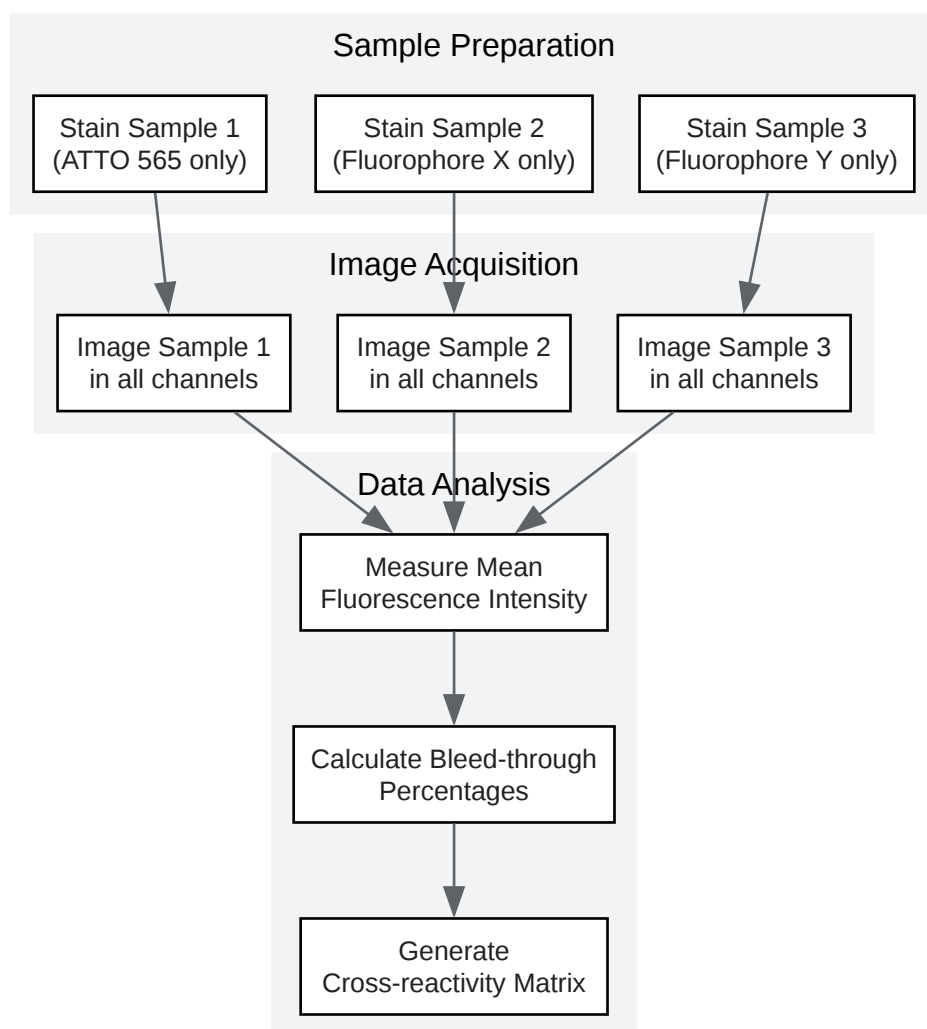 Sample Preparation
Stain Sample 1
(ATTO 565 only)
Stain Sample 2
(Fluorophore X only)
Stain Sample 3
(Fluorophore Y only)
Image Acquisition
Image Sample 1
in all channels
Image Sample 2
in all channels
Image Sample 3
in all channels
Data Analysis
Measure Mean
Fluorescence Intensity
Calculate Bleed-through
Percentages
Generate
Cross-reactivity Matrix